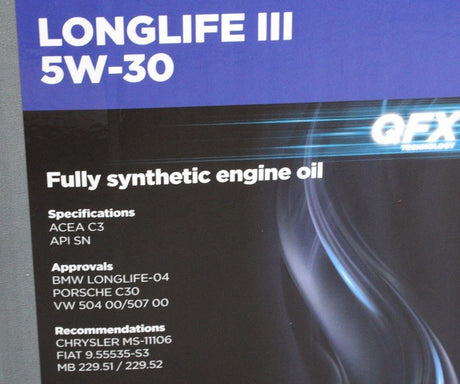 LONGLIFE III
5W-30
QFX
TECHNOLOGY
Fully synthetic engine oil
Specifications
ACEA C3
API SN
Approvals
BMW LONGLIFE-04
PORSCHE C30
VW 504 00/507 00
Recommendations
CHRYSLER MS-11106
FIAT 9.55535-S3
MB 229.51 / 229.52